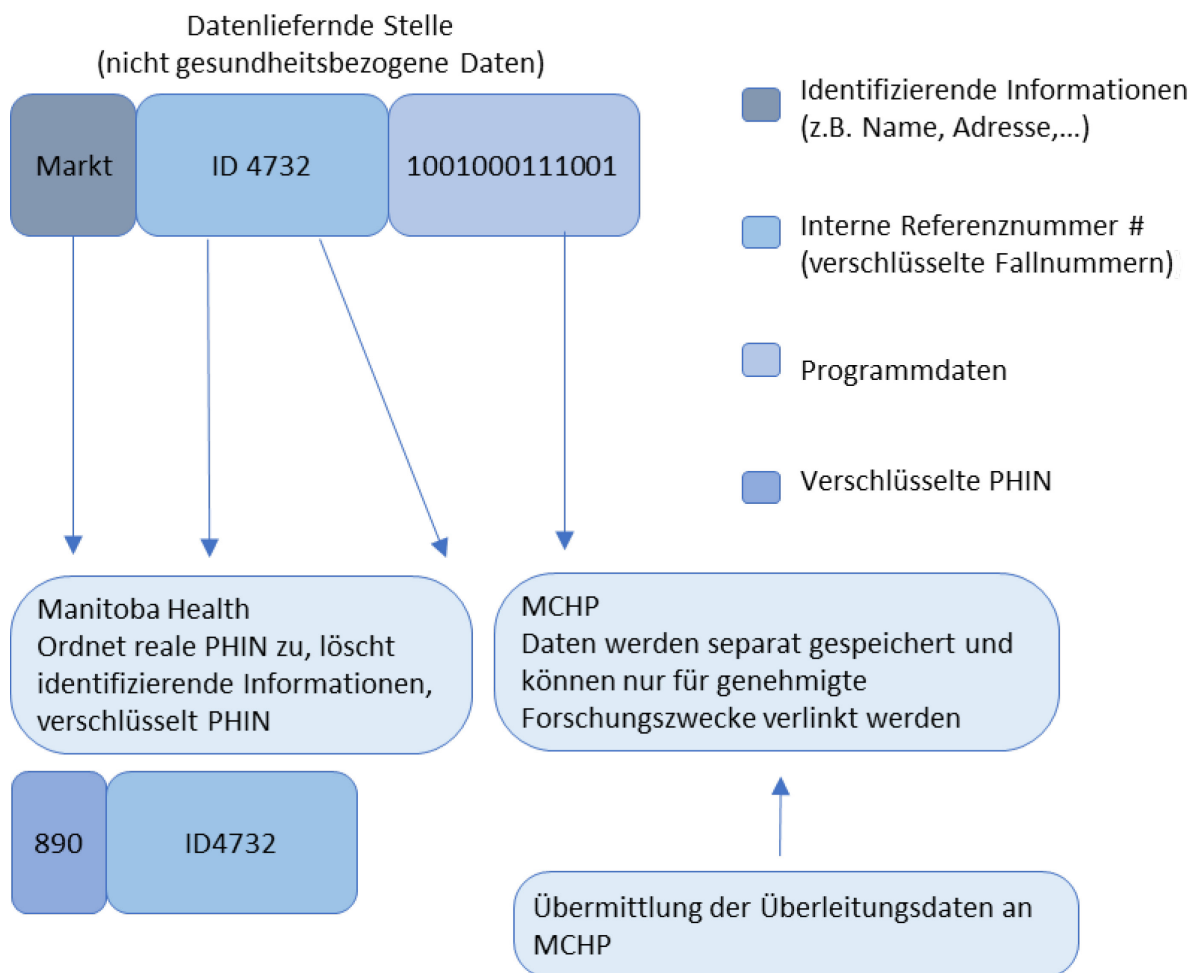 Datenliefernde Stelle
(nicht gesundheitsbezogene Daten)
Markt
ID 4732
1001000111001
Identifizierende Informationen
(z.B. Name, Adresse,...)
Interne Referenznummer #
(verschlüsselte Fallnummern)
Programmdaten
Verschlüsselte PHIN
Manitoba Health
Ordnet reale PHIN zu, löscht
identifizierende Informationen,
verschlüsselt PHIN
MCHP
Daten werden separat gespeichert und
können nur für genehmigte
Forschungszwecke verlinkt werden
890
ID4732
Übermittlung der Überleitungsdaten an
MCHP